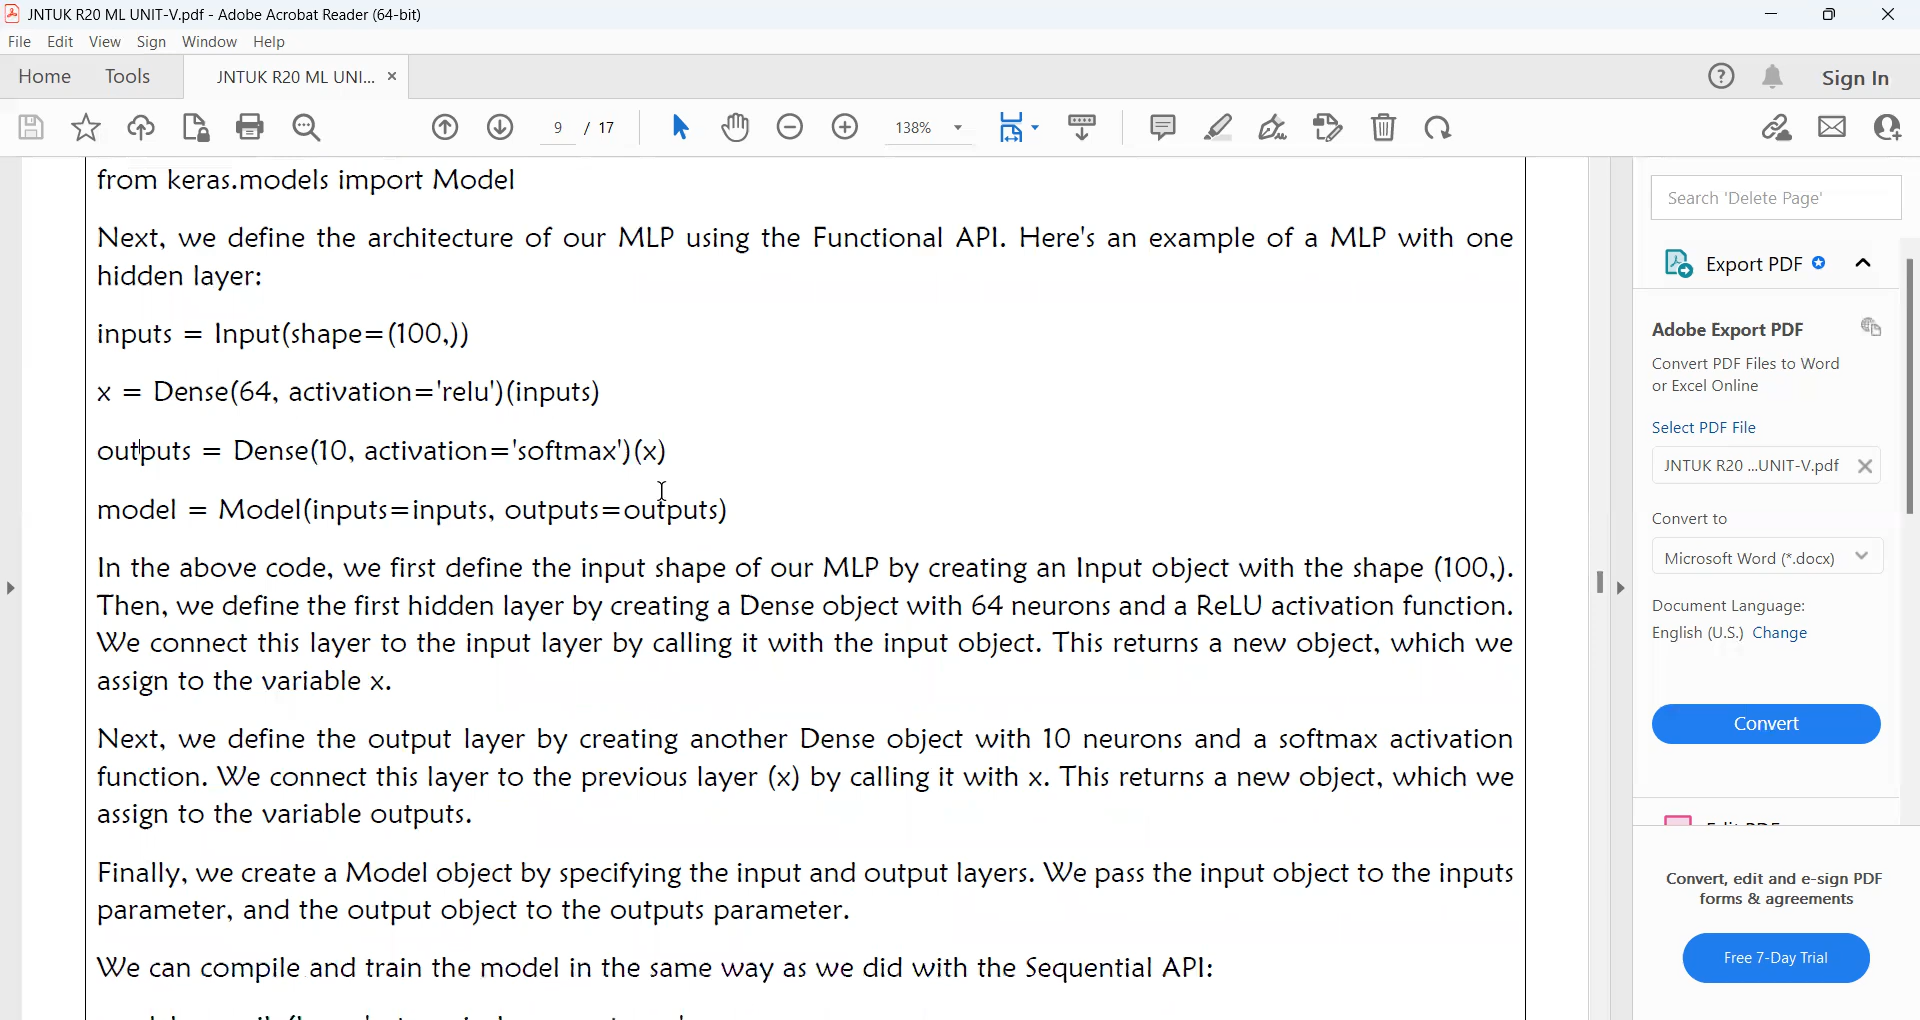 JNTUK R20 ML UNIT-V.pdf - Adobe Acrobat Reader (64-bit)
File Edit View Sign Window Help
Home Tools JNTUK R20 ML UNI... × Sign In
9 / 17 138%
from keras.models import Model
Next, we define the architecture of our MLP using the Functional API. Here's an example of a MLP with one
hidden layer:
inputs = Input(shape=(100,))
x = Dense(64, activation='relu')(inputs)
outputs = Dense(10, activation='softmax')(x)
model = Model(inputs=inputs, outputs=outputs)
In the above code, we first define the input shape of our MLP by creating an Input object with the shape (100,).
Then, we define the first hidden layer by creating a Dense object with 64 neurons and a ReLU activation function.
We connect this layer to the input layer by calling it with the input object. This returns a new object, which we
assign to the variable x.
Next, we define the output layer by creating another Dense object with 10 neurons and a softmax activation
function. We connect this layer to the previous layer (x) by calling it with x. This returns a new object, which we
assign to the variable outputs.
Finally, we create a Model object by specifying the input and output layers. We pass the input object to the inputs
parameter, and the output object to the outputs parameter.
We can compile and train the model in the same way as we did with the Sequential API:
Search 'Delete Page'
Export PDF
Adobe Export PDF
Convert PDF Files to Word
or Excel Online
Select PDF File
JNTUK R20 ...UNIT-V.pdf
Convert to
Microsoft Word (*.docx)
Document Language:
English (U.S.) Change
Convert
Convert, edit and e-sign PDF
forms & agreements
Free 7-Day Trial